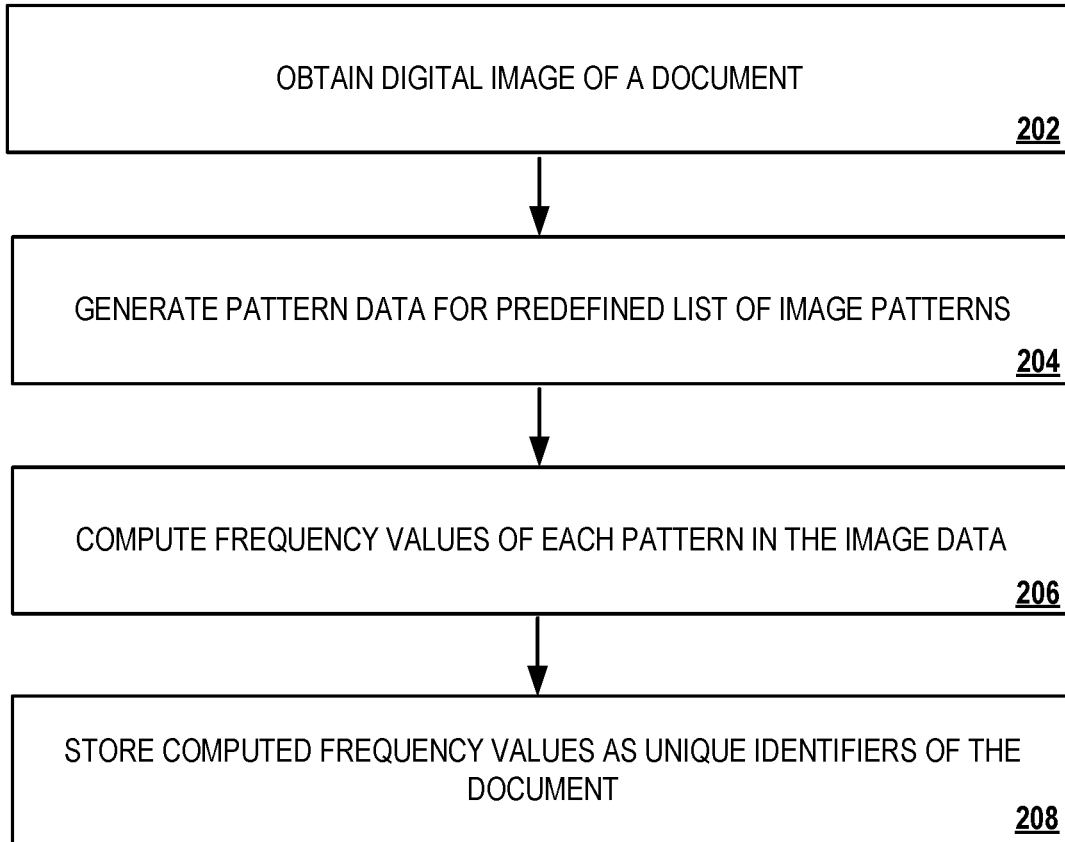 OBTAIN DIGITAL IMAGE OF A DOCUMENT
202
GENERATE PATTERN DATA FOR PREDEFINED LIST OF IMAGE PATTERNS
204
COMPUTE FREQUENCY VALUES OF EACH PATTERN IN THE IMAGE DATA
206
STORE COMPUTED FREQUENCY VALUES AS UNIQUE IDENTIFIERS OF THE
DOCUMENT
208